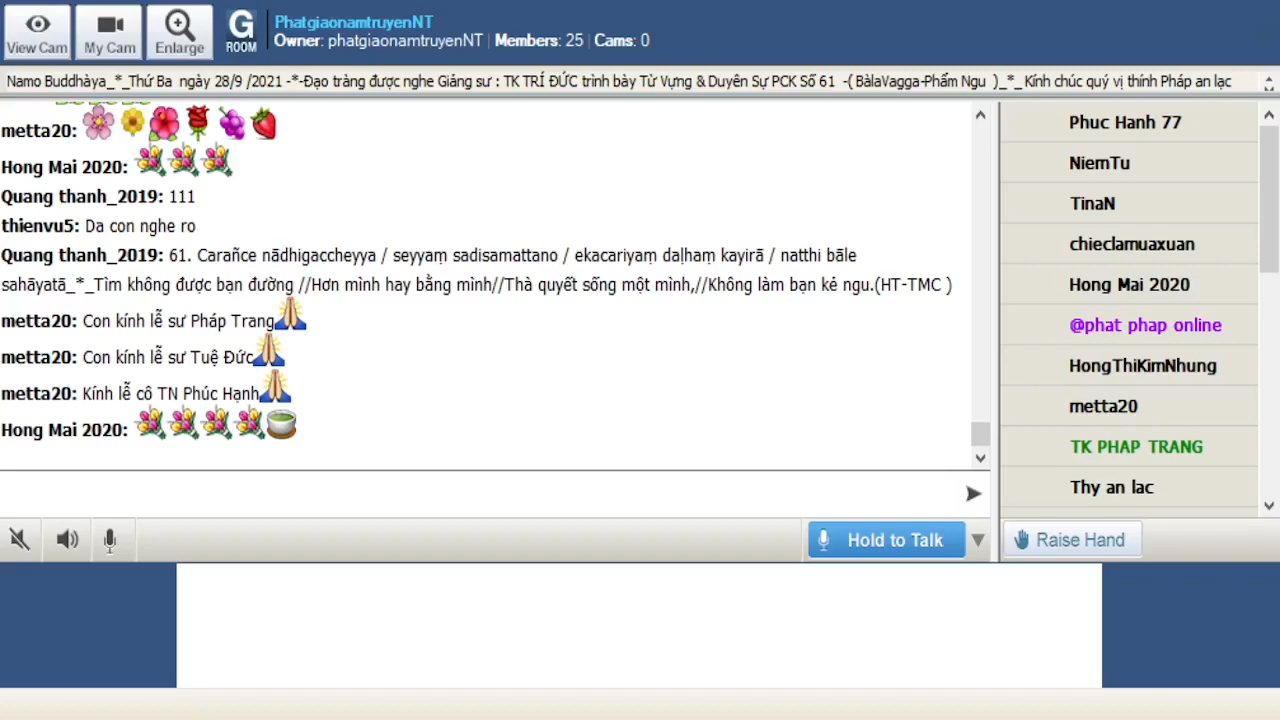 View Cam
My Cam
Enlarge
G ROOM
PhatgiaonamtruyenNT
Owner: phatgiaonamtruyenNT | Members: 25 | Cams: 0
Namo Buddhàya_*_Thứ Ba ngày 28/9 /2021 -*-Đạo tràng được nghe Giảng sư : TK TRÍ ĐỨC trình bày Từ Vựng & Duyên Sự PCK Số 61 -( BàlaVagga-Phẩm Ngu )_*_ Kính chúc quý vị thính Pháp an lạc
metta20:
Hong Mai 2020:
Quang thanh_2019: 111
thienvu5: Da con nghe ro
Quang thanh_2019: 61. Carañce nādhigaccheyya / seyyaṃ sadisamattano / ekacariyaṃ daḷhaṃ kayirā / natthi bāle
sahāyatā_*_Tìm không được bạn đường //Hơn mình hay bằng mình//Thà quyết sống một mình,//Không làm bạn kẻ ngu.(HT-TMC )
metta20: Con kính lễ sư Pháp Trang
metta20: Con kính lễ sư Tuệ Đức
metta20: Kính lễ cô TN Phúc Hạnh
Hong Mai 2020:
Phuc Hanh 77
NiemTu
TinaN
chieclamuaxuan
Hong Mai 2020
@phat phap online
HongThiKimNhung
metta20
TK PHAP TRANG
Thy an lac
Hold to Talk
Raise Hand